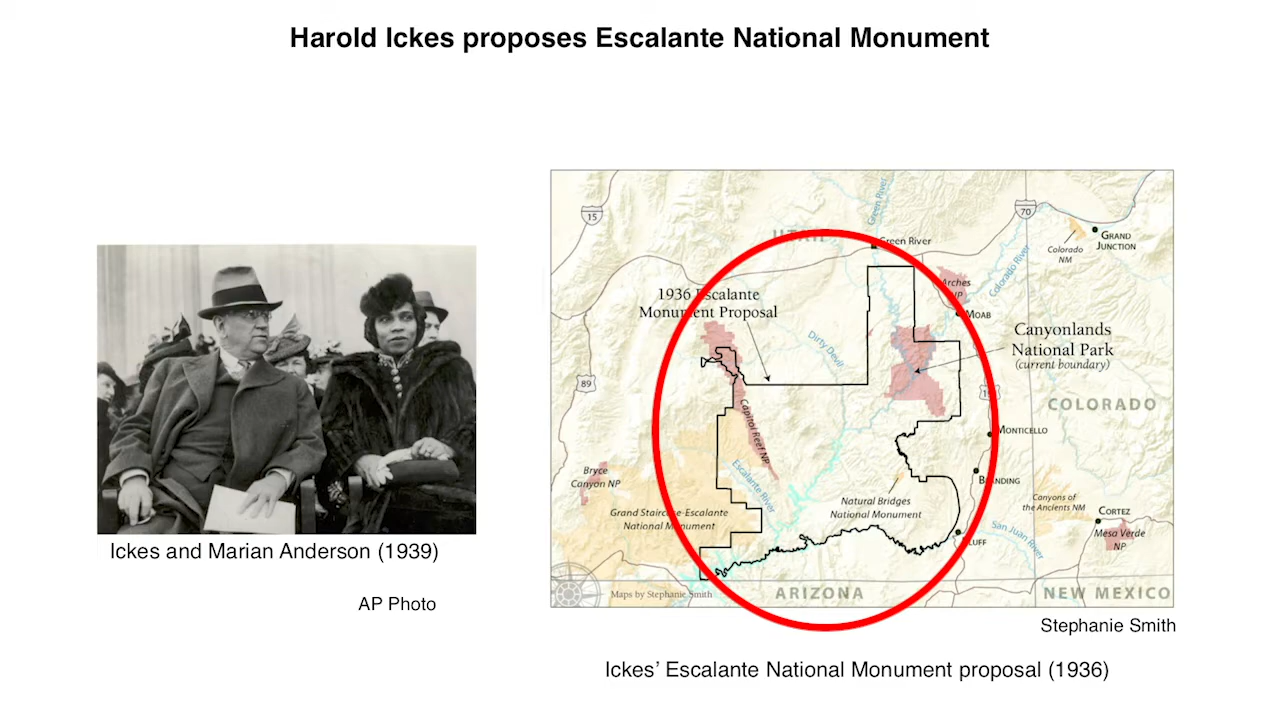 Harold Ickes proposes Escalante National Monument
15
70
UTAH
Green River
Green River
GRAND
JUNCTION
Colorado
NM
Colorado River
1936 Escalante
Monument Proposal
Arches
NP
MOAB
Dirty Devil
Canyonlands
National Park
(current boundary)
89
COLORADO
Capitol Reef NP
MONTICELLO
Bryce
Canyon NP
Escalante River
BLANDING
Natural Bridges
National Monument
Canyons of
the Ancients NM
Grand Staircase-Escalante
National Monument
CORTEZ
San Juan River
Mesa Verde
NP
BLUFF
Maps by Stephanie Smith
ARIZONA
NEW MEXICO
Ickes and Marian Anderson (1939)
AP Photo
Stephanie Smith
Ickes’ Escalante National Monument proposal (1936)